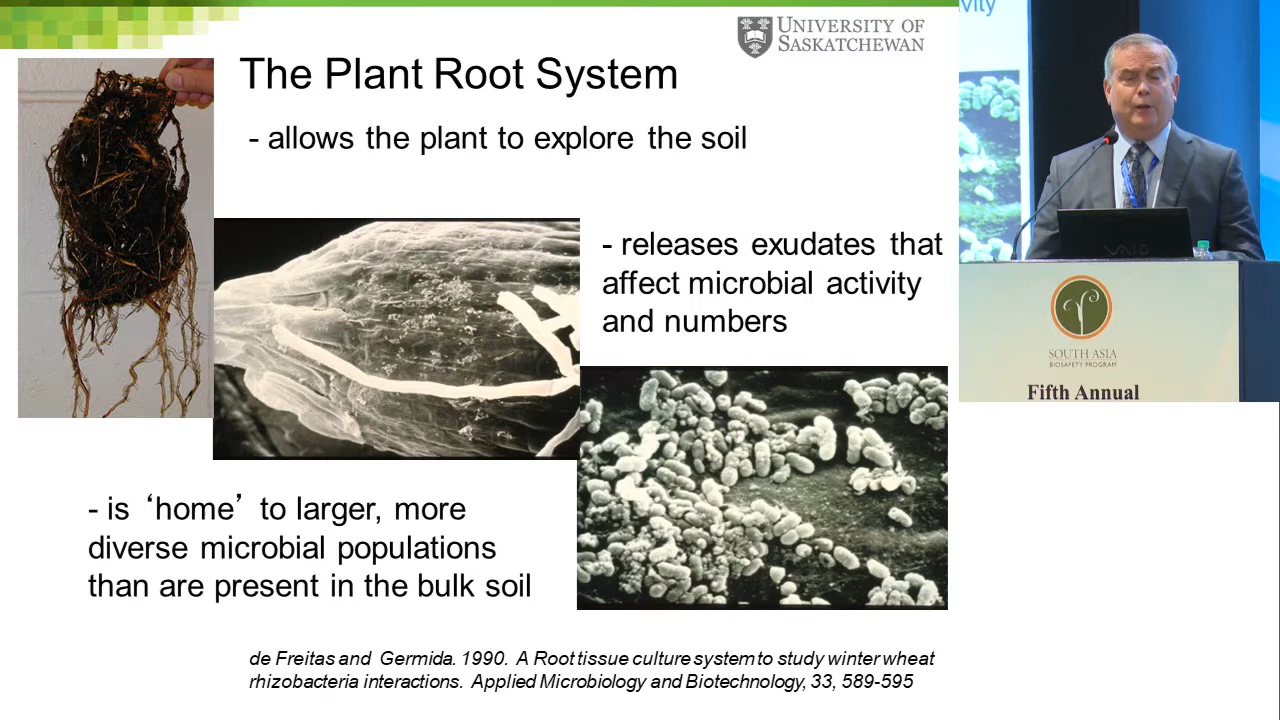 UNIVERSITY OF
SASKATCHEWAN
The Plant Root System
- allows the plant to explore the soil
- releases exudates that
affect microbial activity
and numbers
- is ‘home’ to larger, more
diverse microbial populations
than are present in the bulk soil
de Freitas and Germida. 1990. A Root tissue culture system to study winter wheat
rhizobacteria interactions. Applied Microbiology and Biotechnology, 33, 589-595
vity
VAIO
SOUTH ASIA
BIOSAFETY PROGRAM
Fifth Annual